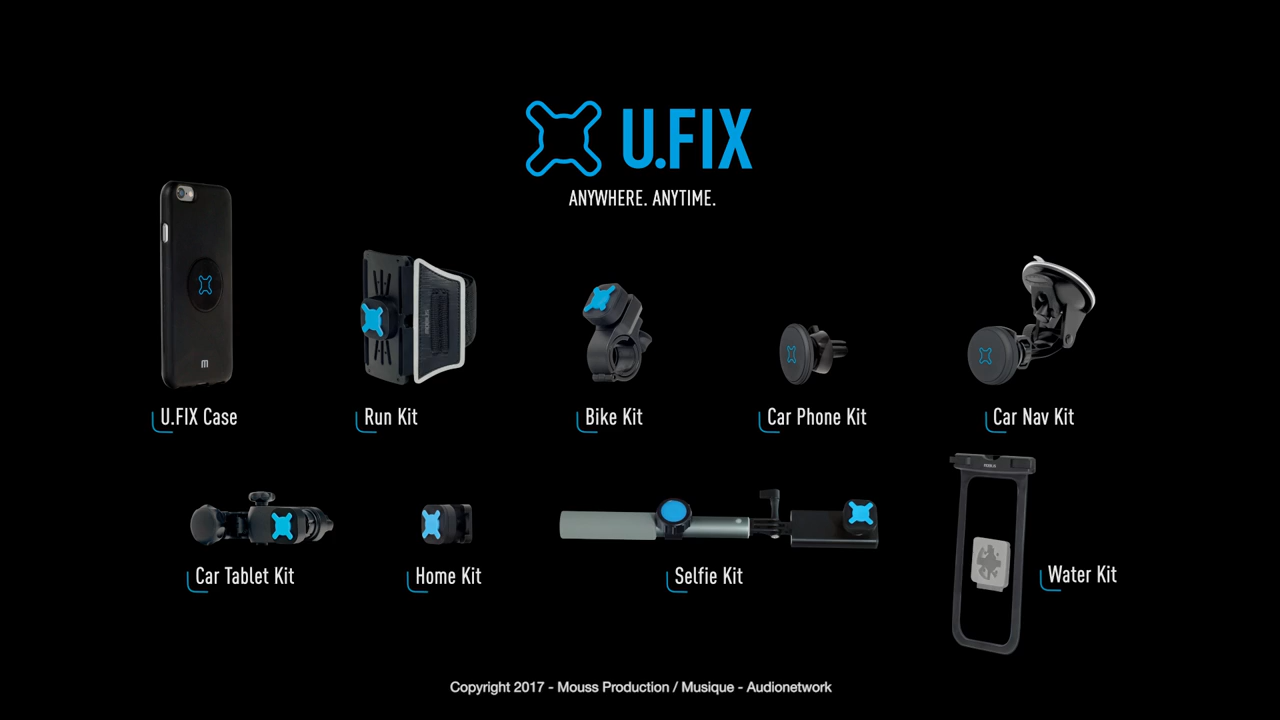 U.FIX
ANYWHERE. ANYTIME.
U.FIX Case
Run Kit
Bike Kit
Car Phone Kit
Car Nav Kit
Car Tablet Kit
Home Kit
Selfie Kit
Water Kit
Copyright 2017 - Mouss Production / Musique - Audionetwork